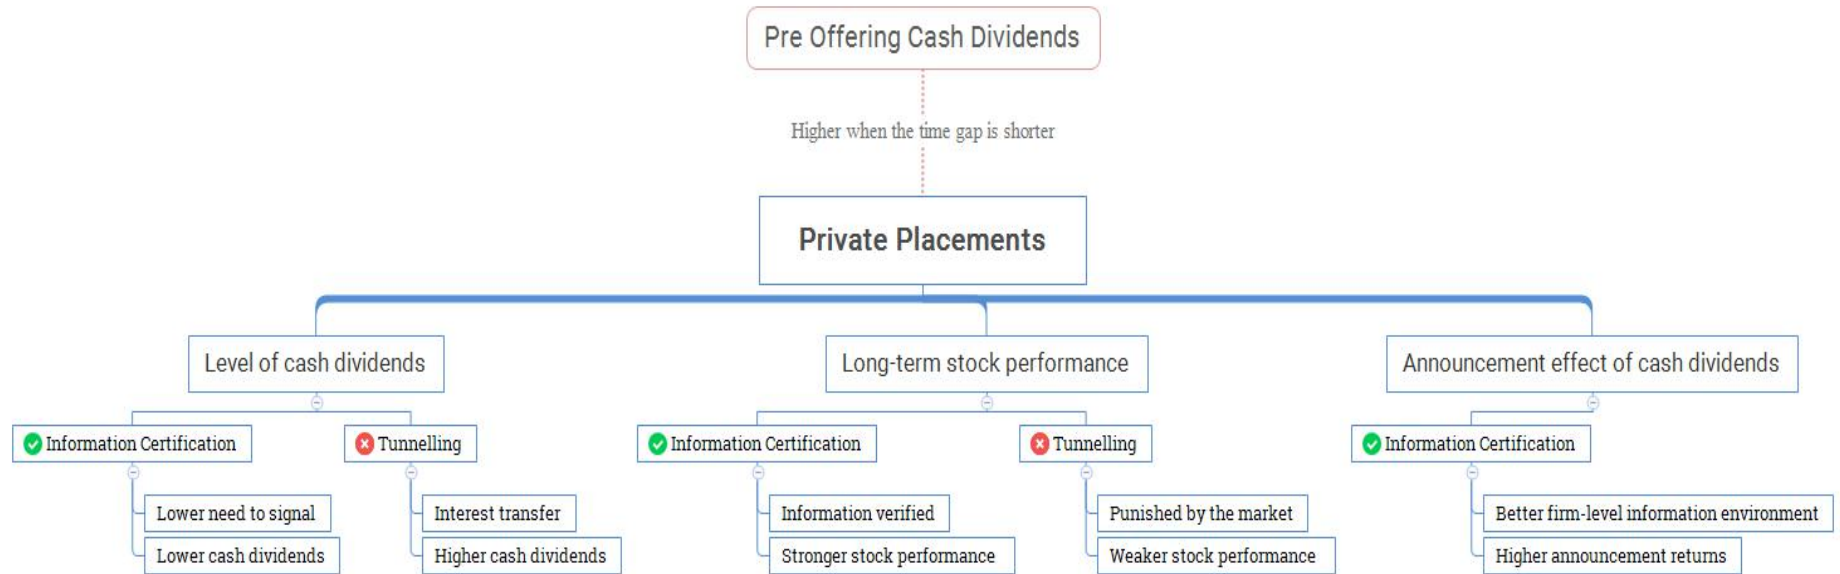 Pre Offering Cash Dividends
Higher when the time gap is shorter
Private Placements
Level of cash dividends
Long-term stock performance
Announcement effect of cash dividends
Information Certification
Tunnelling
Information Certification
Tunnelling
Information Certification
Lower need to signal
Interest transfer
Information verified
Punished by the market
Better firm-level information environment
Lower cash dividends
Higher cash dividends
Stronger stock performance
Weaker stock performance
Higher announcement returns